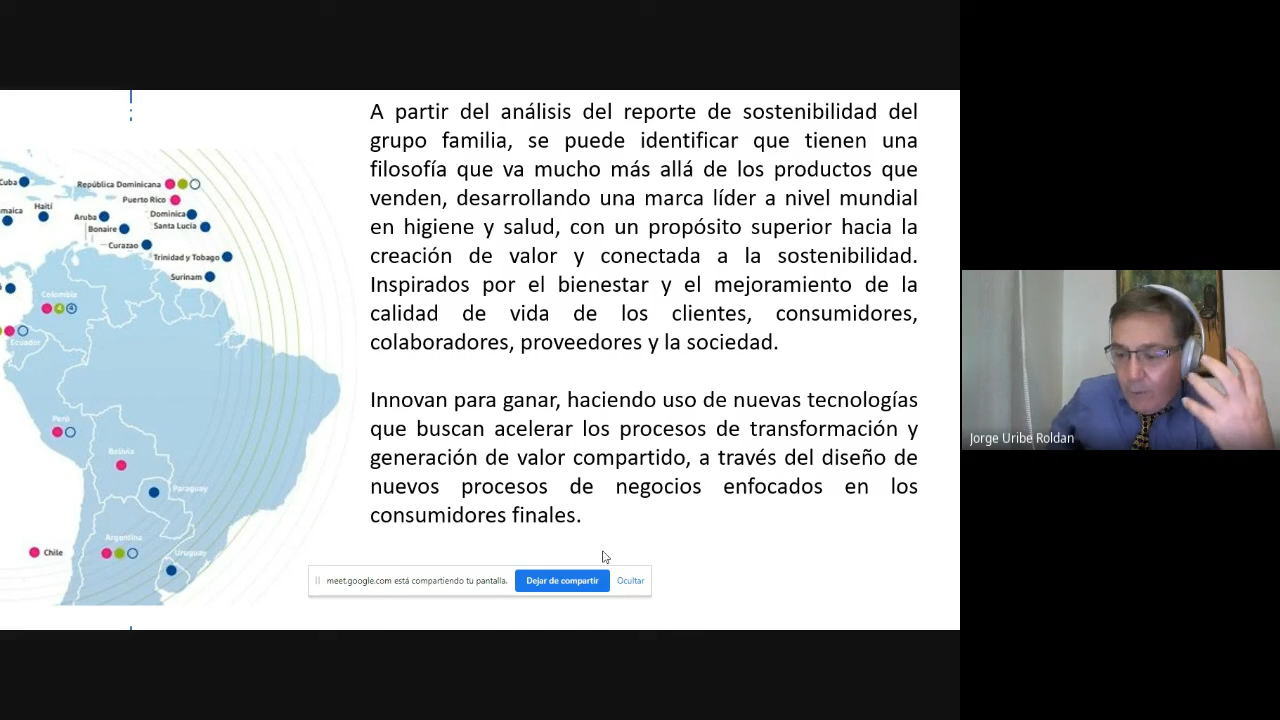 A partir del análisis del reporte de sostenibilidad del
grupo familia, se puede identificar que tienen una
filosofía que va mucho más allá de los productos que
venden, desarrollando una marca líder a nivel mundial
en higiene y salud, con un propósito superior hacia la
creación de valor y conectada a la sostenibilidad.
Inspirados por el bienestar y el mejoramiento de la
calidad de vida de los clientes, consumidores,
colaboradores, proveedores y la sociedad.
Innovan para ganar, haciendo uso de nuevas tecnologías
que buscan acelerar los procesos de transformación y
generación de valor compartido, a través del diseño de
nuevos procesos de negocios enfocados en los
consumidores finales.
Cuba
República Dominicana
Puerto Rico
Haití
maica
Aruba
Dominica
Bonaire
Santa Lucía
Curazao
Trinidad y Tobago
Surinam
Colombia
4
4
Ecuador
Perú
Bolivia
Paraguay
Chile
Argentina
Uruguay
meet.google.com está compartiendo tu pantalla.
Dejar de compartir
Ocultar
Jorge Uribe Roldan